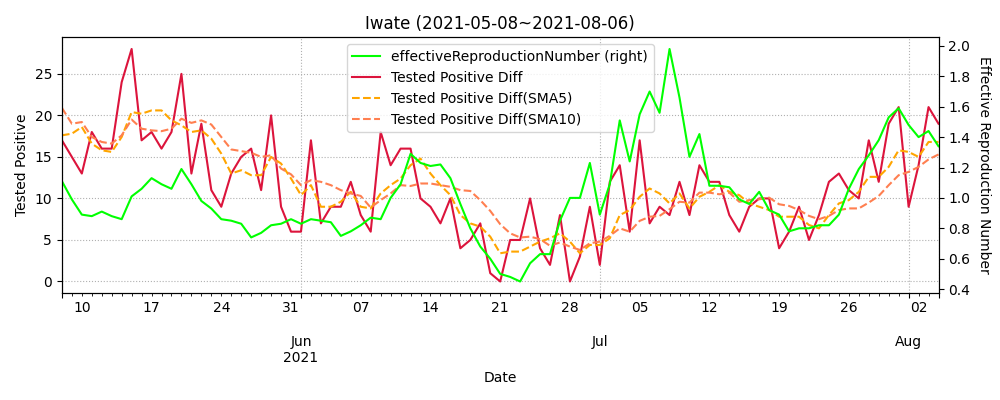 Iwate (2021-05-08~2021-08-06)
effectiveReproductionNumber (right)
Tested Positive Diff
Tested Positive Diff(SMA5)
Tested Positive Diff(SMA10)
Tested Positive
25
20
15
10
5
0
Effective Reproduction Number
2.0
1.8
1.6
1.4
1.2
1.0
0.8
0.6
0.4
10 17 24 31 07 14 21 28 05 12 19 26 02
Jun Jul Aug
2021
Date